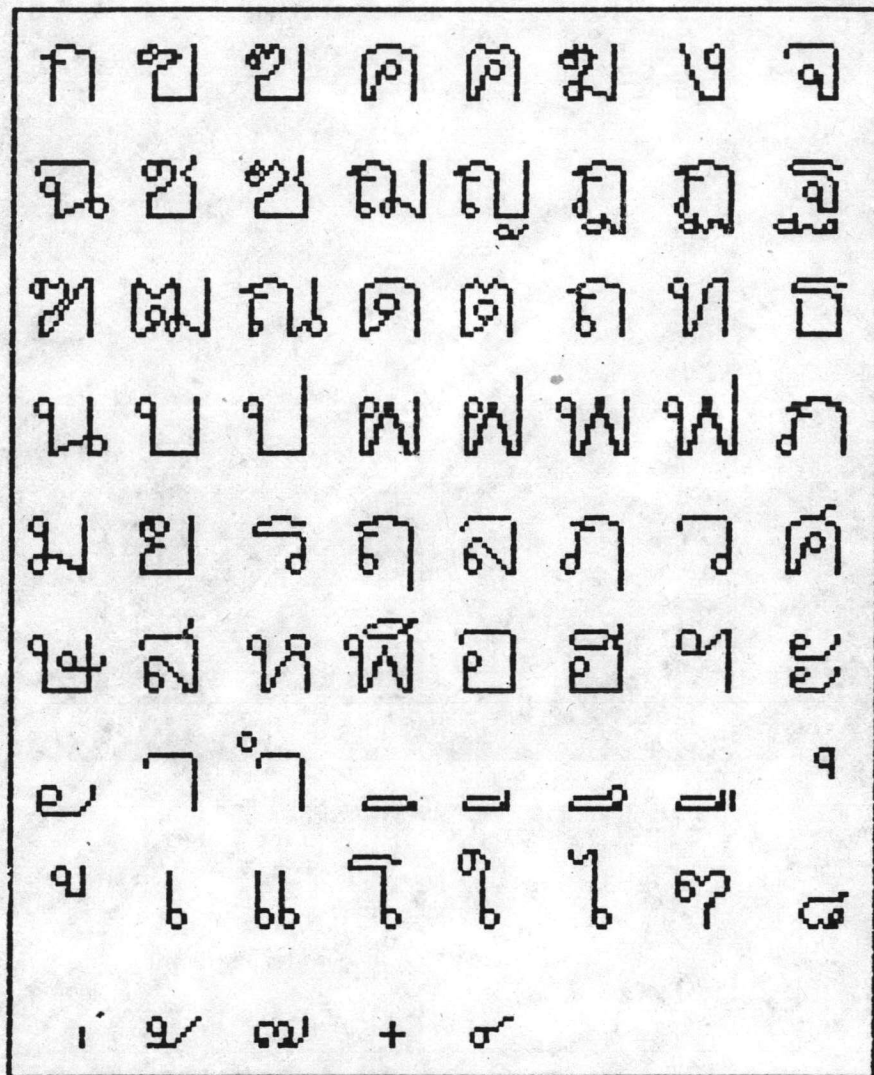 ก ข ฃ ค ฅ ฆ ง จ
ฉ ช ซ ฌ ญ ฎ ฏ ฐ
ฑ ฒ ณ ด ต ถ ท ธ
น บ ป ผ ฝ พ ฟ ภ
ม ย ร ฤ ล ฦ ว ศ
ษ ส ห ฬ อ ฮ ฯ ะ
ั า ำ ิ ี ึ ื ุ
ู เ แ โ ใ ไ ๆ ็
่ ้ ๊ ๋ ์